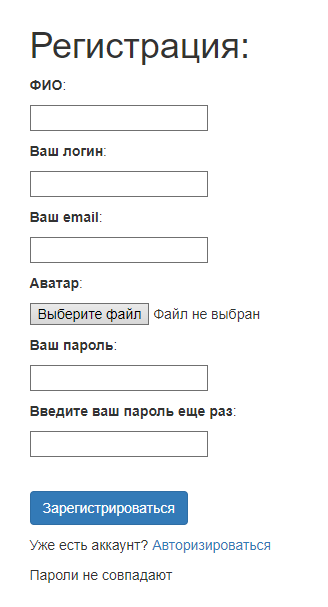 Регистрация:
ФИО:
Ваш логин:
Ваш email:
Аватар:
Выберите файл Файл не выбран
Ваш пароль:
Введите ваш пароль еще раз:
Зарегистрироваться
Уже есть аккаунт? Авторизироваться
Пароли не совпадают